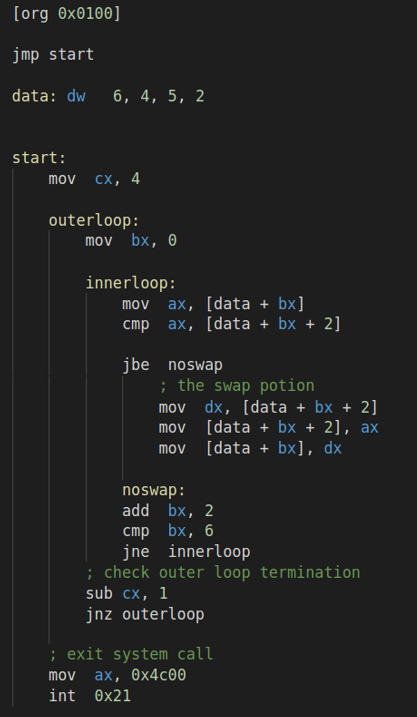 [org 0x0100]
jmp start
data: dw   6, 4, 5, 2
start:
    mov  cx, 4
    outerloop:
        mov  bx, 0
        innerloop:
            mov  ax, [data + bx]
            cmp  ax, [data + bx + 2]
            jbe  noswap
                ; the swap potion
                mov  dx, [data + bx + 2]
                mov  [data + bx + 2], ax
                mov  [data + bx], dx
            noswap:
            add  bx, 2
            cmp  bx, 6
            jne  innerloop
        ; check outer loop termination
        sub cx, 1
        jnz outerloop
    ; exit system call
    mov  ax, 0x4c00
    int  0x21